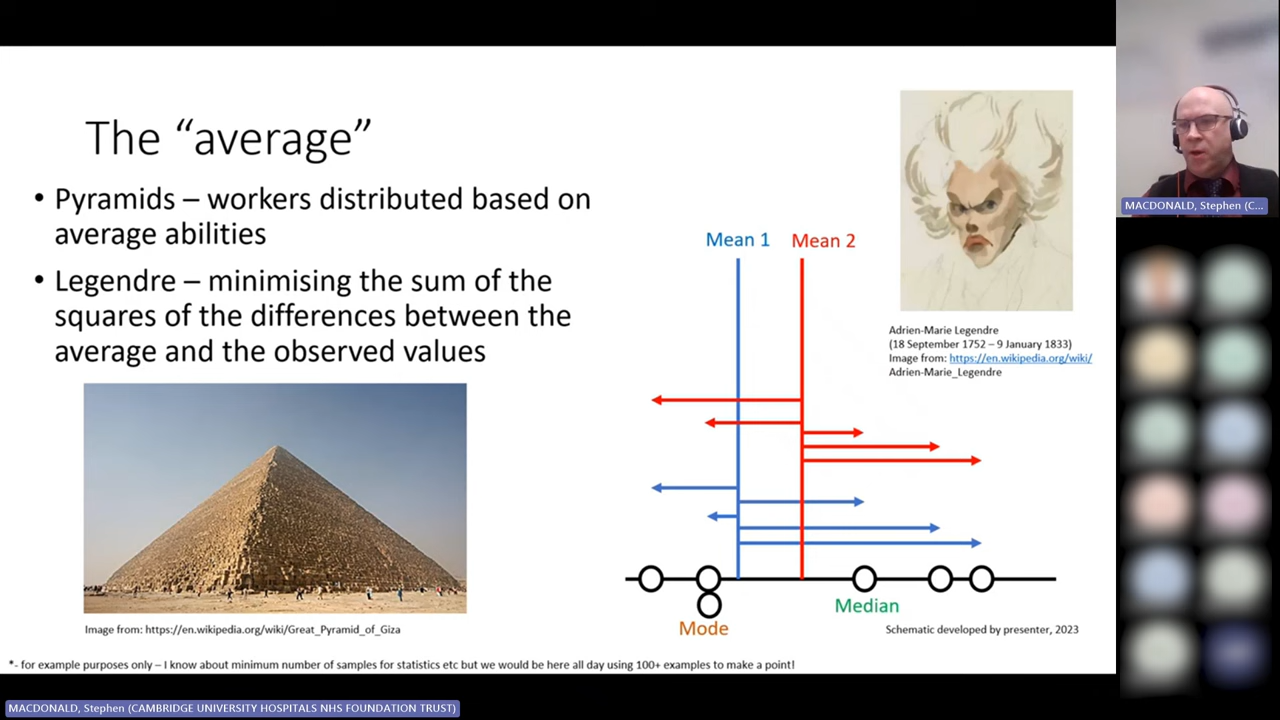 The “average”
• Pyramids – workers distributed based on
average abilities
• Legendre – minimising the sum of the
squares of the differences between the
average and the observed values
Image from: https://en.wikipedia.org/wiki/Great_Pyramid_of_Giza
Mean 1
Mean 2
Adrien-Marie Legendre
(18 September 1752 – 9 January 1833)
Image from: https://en.wikipedia.org/wiki/
Adrien-Marie_Legendre
Median
Mode
Schematic developed by presenter, 2023
*- for example purposes only – I know about minimum number of samples for statistics etc but we would be here all day using 100+ examples to make a point!
MACDONALD, Stephen (C...
MACDONALD, Stephen (CAMBRIDGE UNIVERSITY HOSPITALS NHS FOUNDATION TRUST)